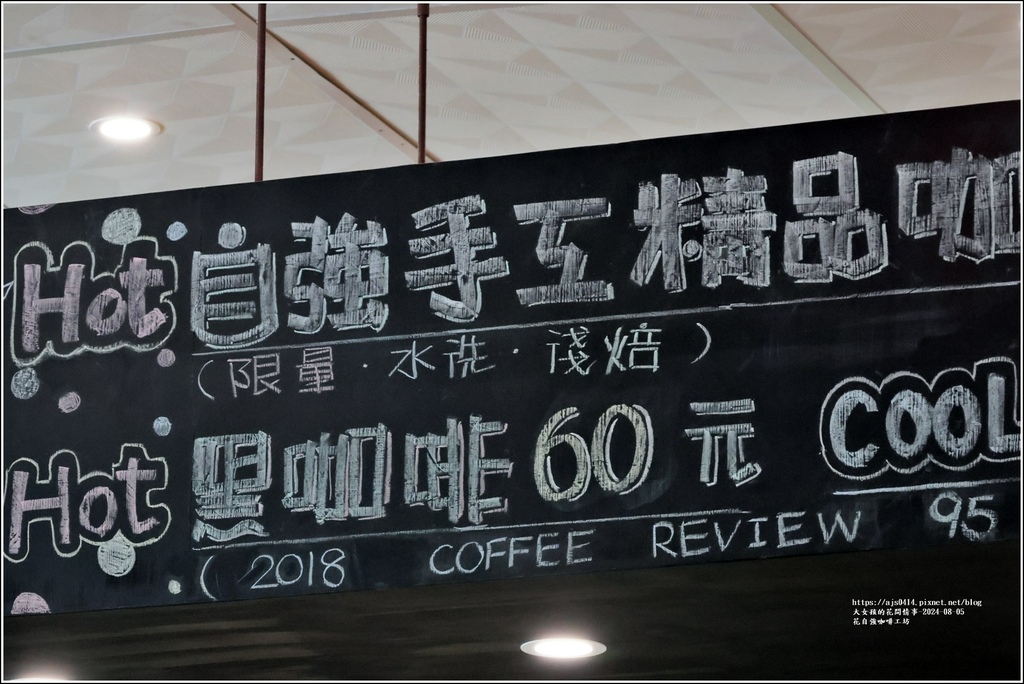 Hot 自強手工精品咖
(限量·水洗·淺焙)
Hot 黑咖啡60元 COOL
(2018 COFFEE REVIEW 95
https://ajs0414.pixnet.net/blog
大女孩的花間情事-2024-08-05
花自強咖啡工坊